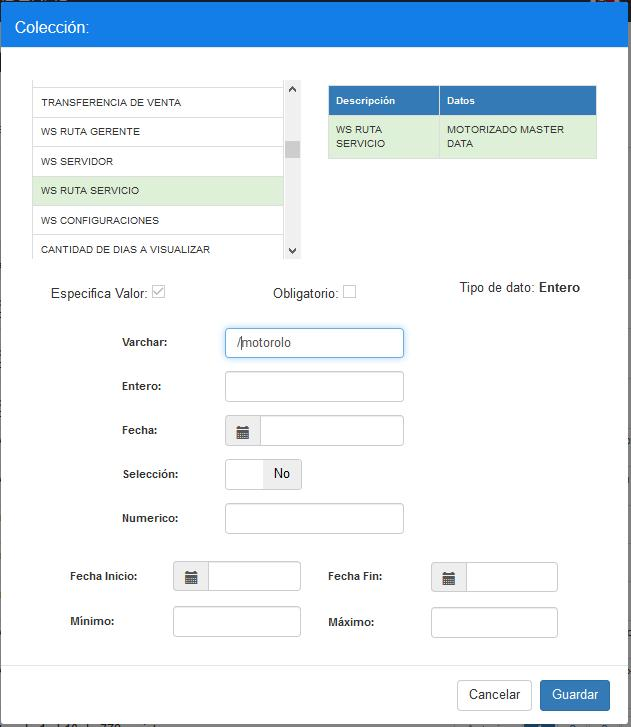 Colección:
TRANSFERENCIA DE VENTA
WS RUTA GERENTE
WS SERVIDOR
WS RUTA SERVICIO
WS CONFIGURACIONES
CANTIDAD DE DIAS A VISUALIZAR
Descripción Datos
WS RUTA MOTORIZADO MASTER
SERVICIO DATA
Especifica Valor:
Obligatorio:
Tipo de dato: Entero
Varchar: /motorolo
Entero:
Fecha:
Selección: No
Numerico:
Fecha Inicio: Fecha Fin:
Mínimo: Máximo:
Cancelar Guardar